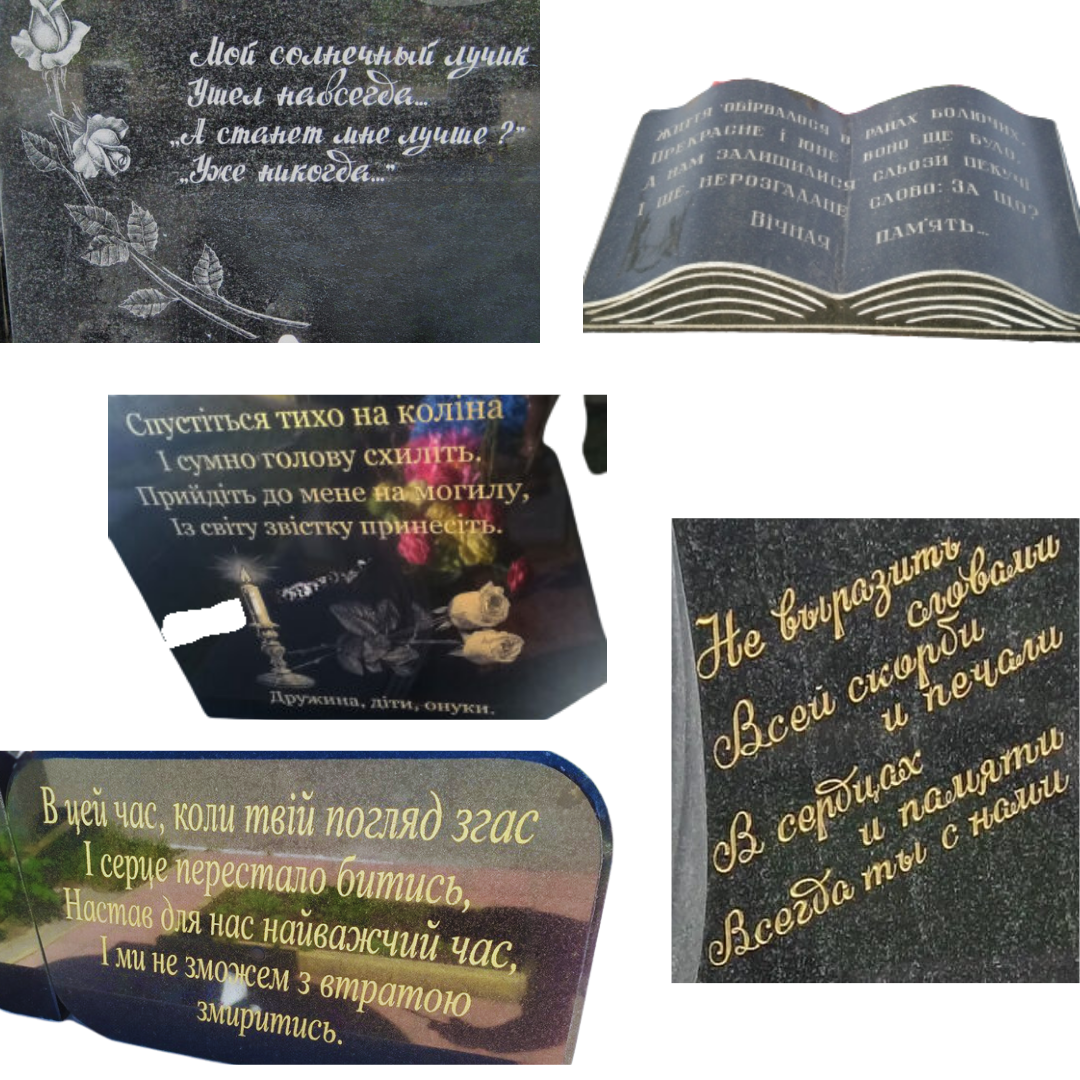 Мой солнечный лучик
Ушел навсегда...
„А станет мне лучше ?"
„Уже никогда..."
ЖИТТЯ ОБІРВАЛОСЯ В РАНАХ БОЛЮЧИХ,
ПРЕКРАСНЕ І ЮНЕ ВОНО ЩЕ БУЛО.
А НАМ ЗАЛИШИЛИСЯ СЛЬОЗИ ПЕКУЧІ
І ЩЕ НЕРОЗГАДАНЕ СЛОВО: ЗА ЩО?
ВІЧНАЯ ПАМ'ЯТЬ...
Спустіться тихо на коліна
І сумно голову схиліть.
Прийдіть до мене на могилу,
Із світу звістку принесіть.
Дружина, діти, онуки.
Не выразить
словами
Всей скорби
и печали
В сердцах
и памяти
Всегда ты с нами
В цей час, коли твій погляд згас
І серце перестало битись,
Настав для нас найважчий час,
І ми не зможем з втратою
змиритись.